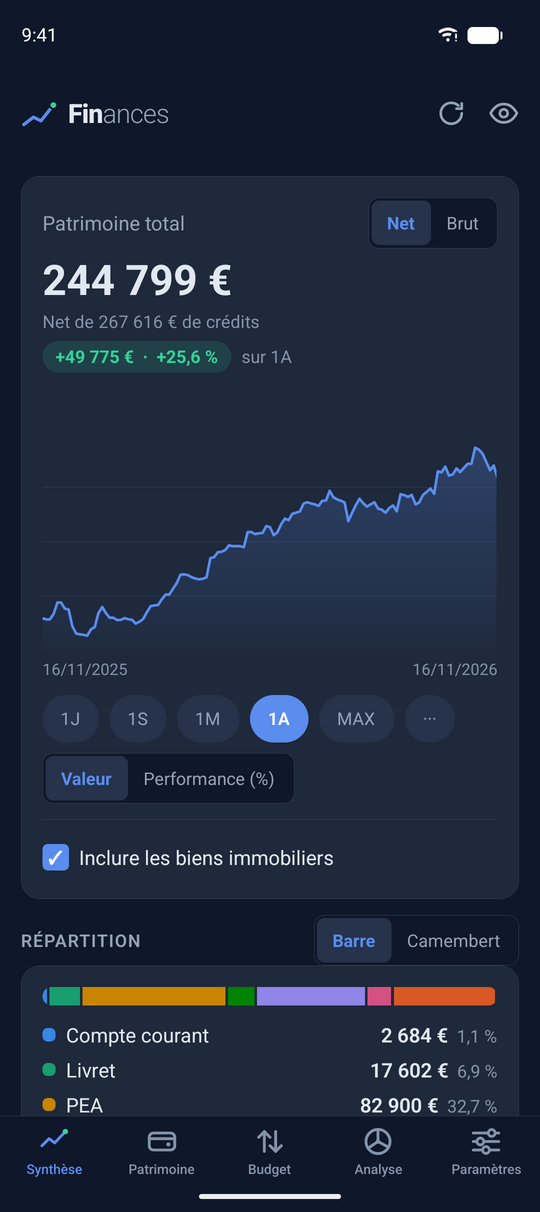 9:41
Finances
Patrimoine total
Net Brut
244 799 €
Net de 267 616 € de crédits
+49 775 € · +25,6 % sur 1A
16/11/2025 16/11/2026
1J 1S 1M 1A MAX ···
Valeur Performance (%)
Inclure les biens immobiliers
RÉPARTITION Barre Camembert
Compte courant 2 684 € 1,1 %
Livret 17 602 € 6,9 %
PEA 82 900 € 32,7 %
Synthèse Patrimoine Budget Analyse Paramètres